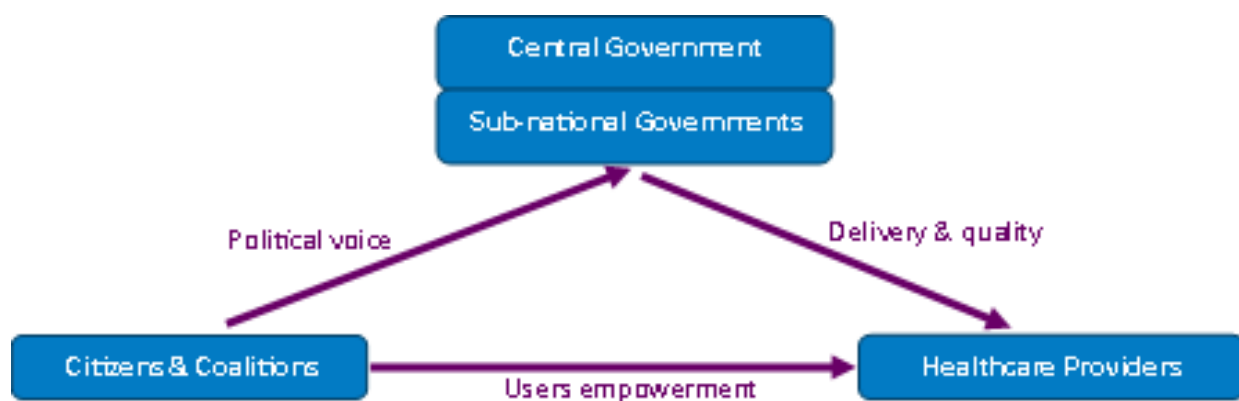 Central Government
Sub-national Governments
Political voice
Delivery & quality
Citizens & Coalitions
Healthcare Providers
Users empowerment